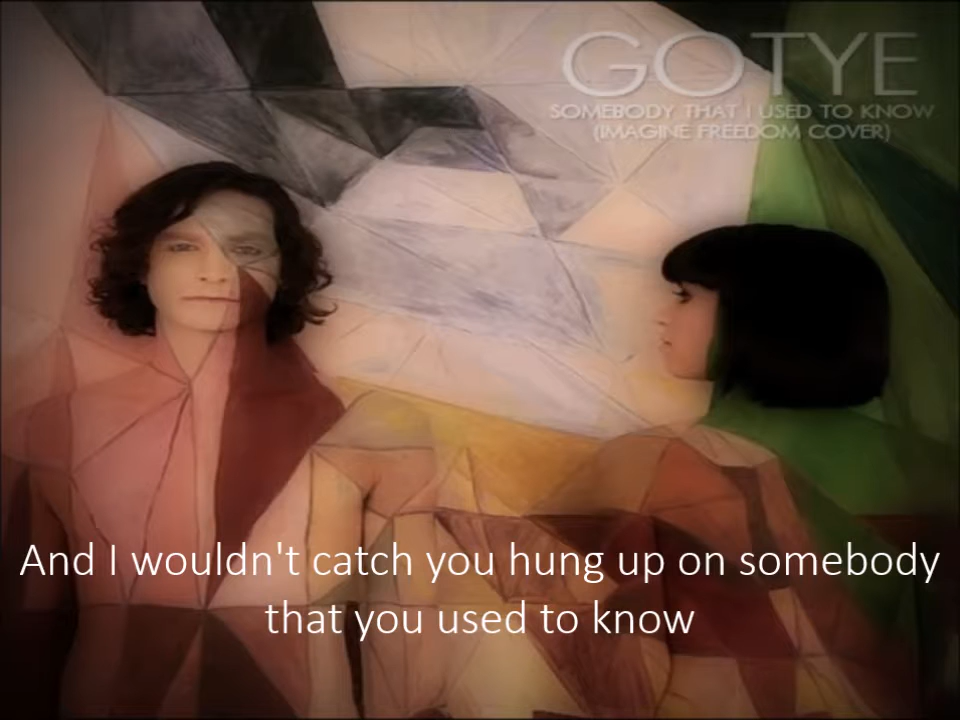 GOTYE
SOMEBODY THAT I USED TO KNOW
(IMAGINE FREEDOM COVER)
And I wouldn't catch you hung up on somebody
that you used to know